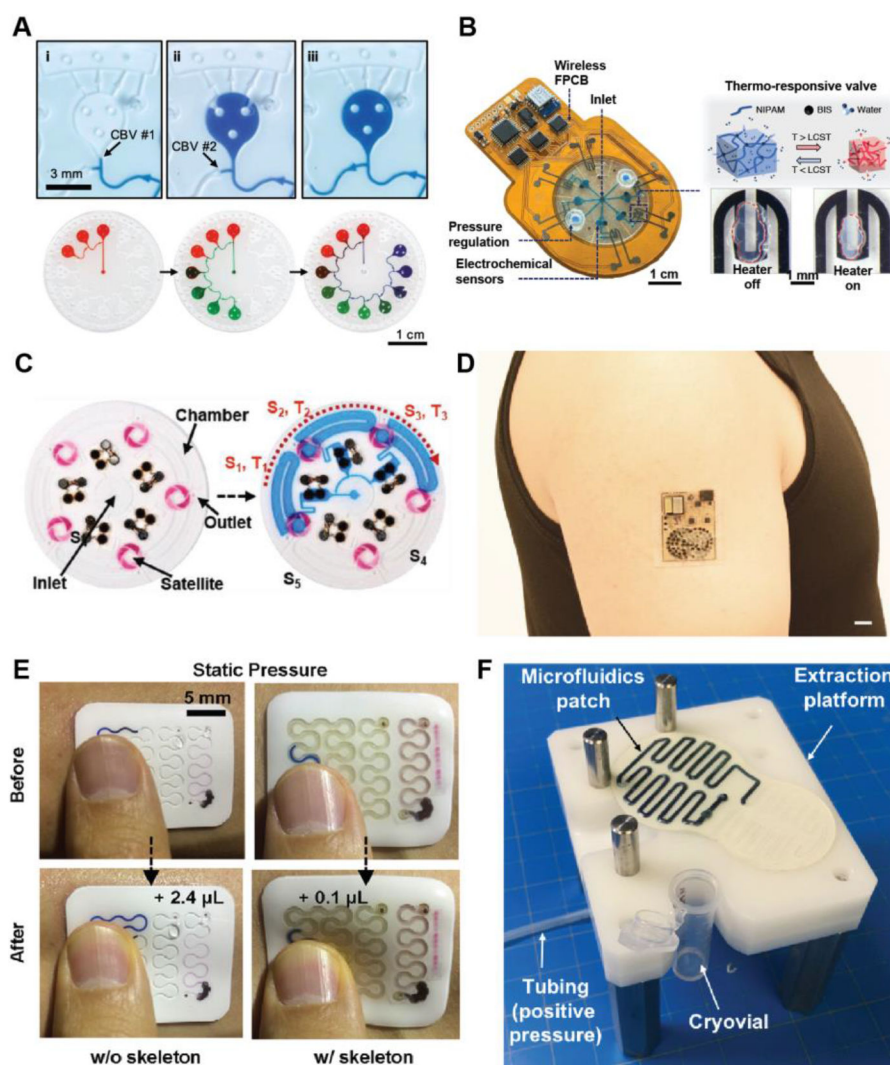 A
i
ii
iii
CBV #1
CBV #2
3 mm
1 cm
B
Wireless
FPCB
Inlet
Pressure
regulation
Electrochemical
sensors
1 cm
Thermo-responsive valve
NIPAM
BIS
Water
T > LCST
T < LCST
Heater
off
1 mm
Heater
on
C
Chamber
Outlet
Inlet
Satellite
S₁, T₁
S₂, T₂
S₃, T₃
S₄
S₅
D
E
Static Pressure
5 mm
Before
After
+ 2.4 µL
+ 0.1 µL
w/o skeleton
w/ skeleton
F
Microfluidics
patch
Extraction
platform
Tubing
(positive
pressure)
Cryovial